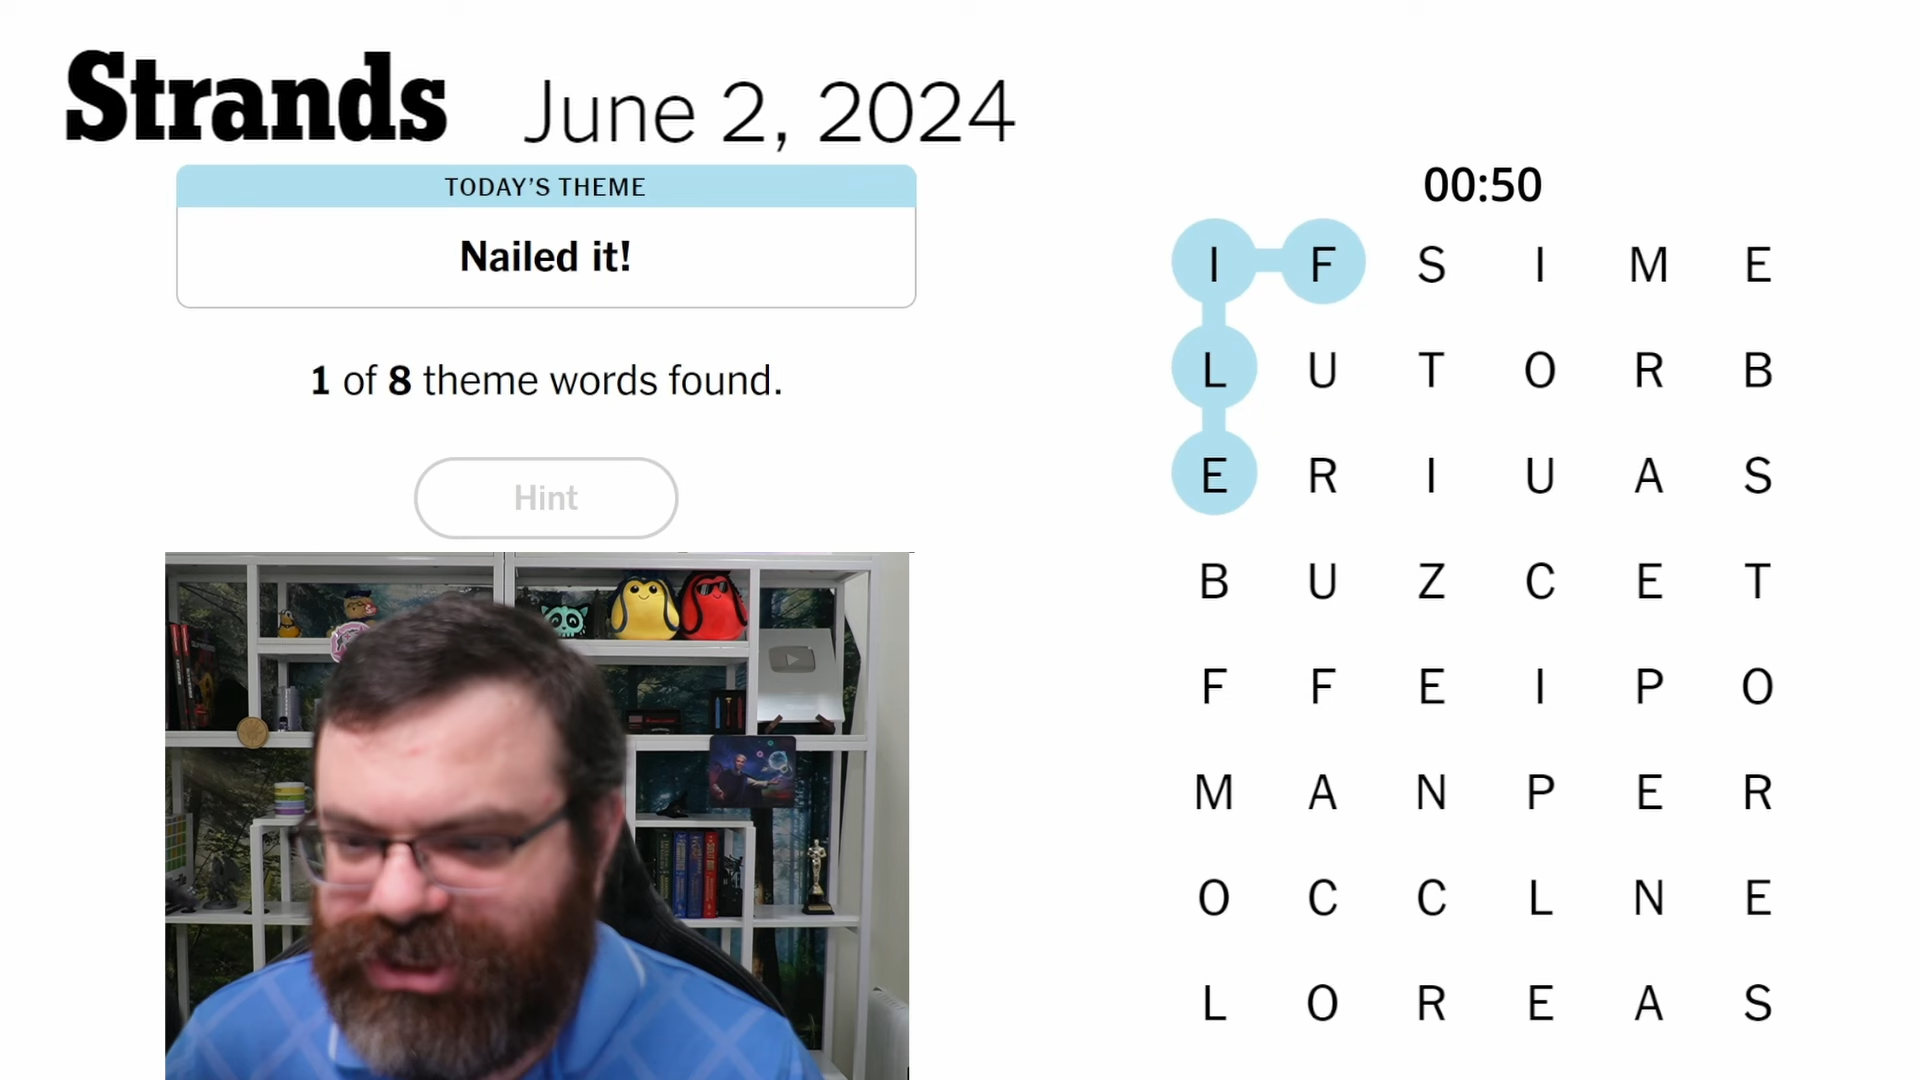 Strands June 2, 2024
TODAY'S THEME
Nailed it!
1 of 8 theme words found.
Hint
00:50
I F S I M E
L U T O R B
E R I U A S
B U Z C E T
F F E I P O
M A N P E R
O C C L N E
L O R E A S